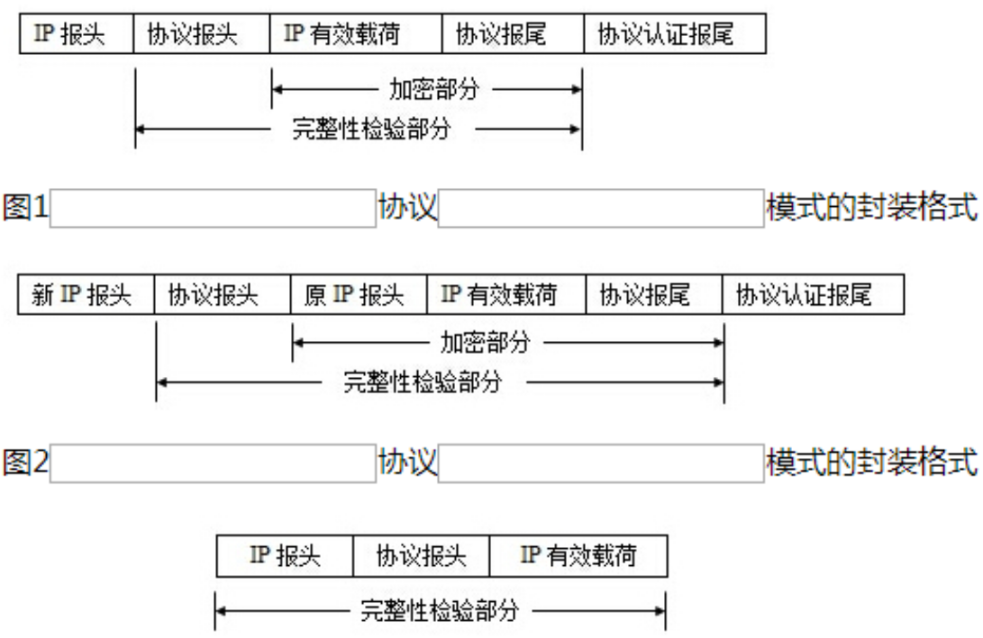 IP 报头 协议报头 IP 有效载荷 协议报尾 协议认证报尾
加密部分
完整性检验部分
图1 协议 模式的封装格式
新 IP 报头 协议报头 原 IP 报头 IP 有效载荷 协议报尾 协议认证报尾
加密部分
完整性检验部分
图2 协议 模式的封装格式
IP 报头 协议报头 IP 有效载荷
完整性检验部分